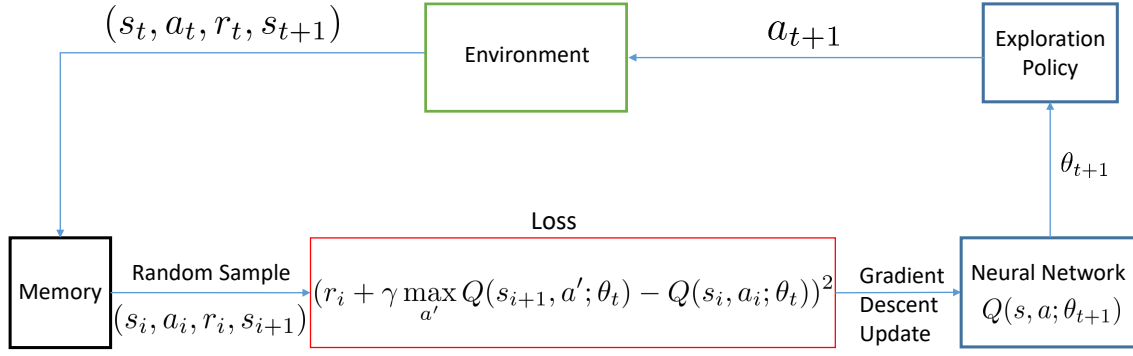 (s_t, a_t, r_t, s_{t+1})
Environment
a_{t+1}
Exploration
Policy
θ_{t+1}
Loss
Memory
Random Sample
(s_i, a_i, r_i, s_{i+1})
(r_i + γ max_{a'} Q(s_{i+1}, a'; θ_t) − Q(s_i, a_i; θ_t))^2
Gradient
Descent
Update
Neural Network
Q(s, a; θ_{t+1})